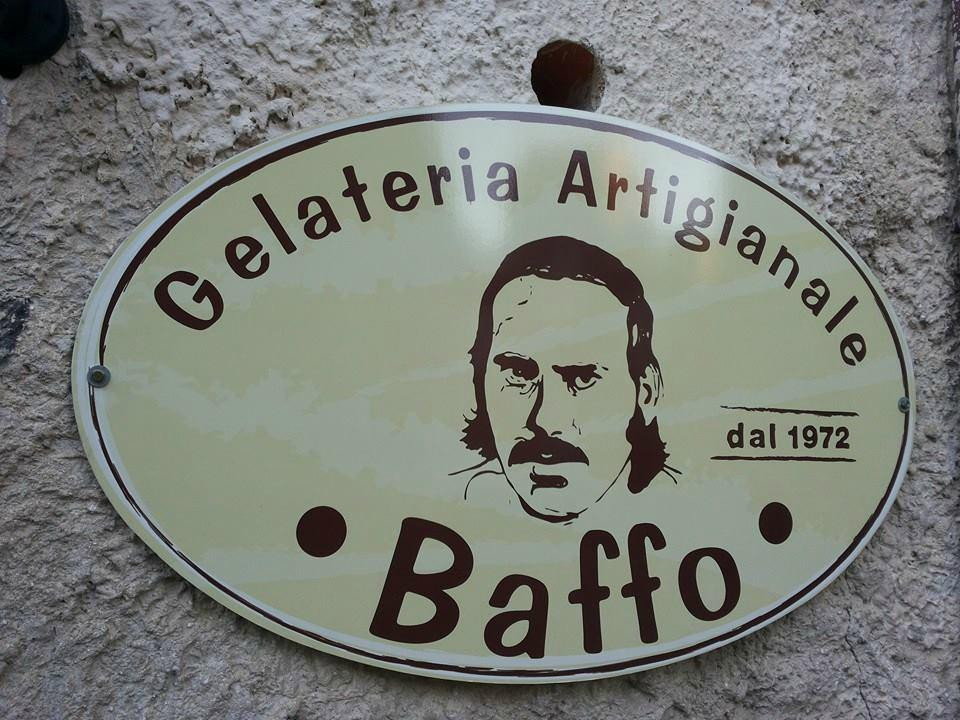 Gelateria Artigianale
dal 1972
Baffo